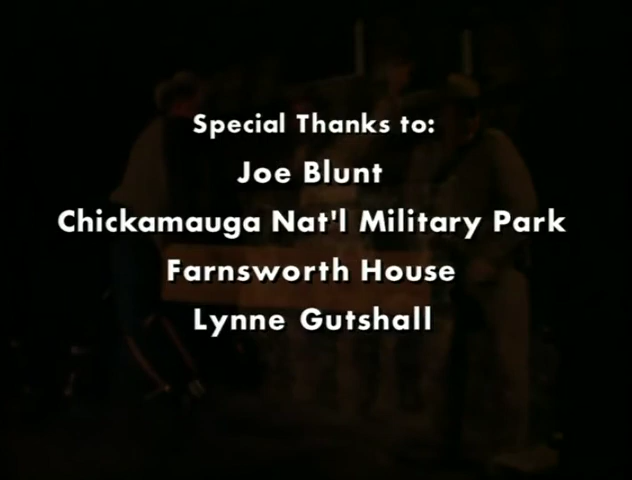 Special Thanks to:
Joe Blunt
Chickamauga Nat'l Military Park
Farnsworth House
Lynne Gutshall